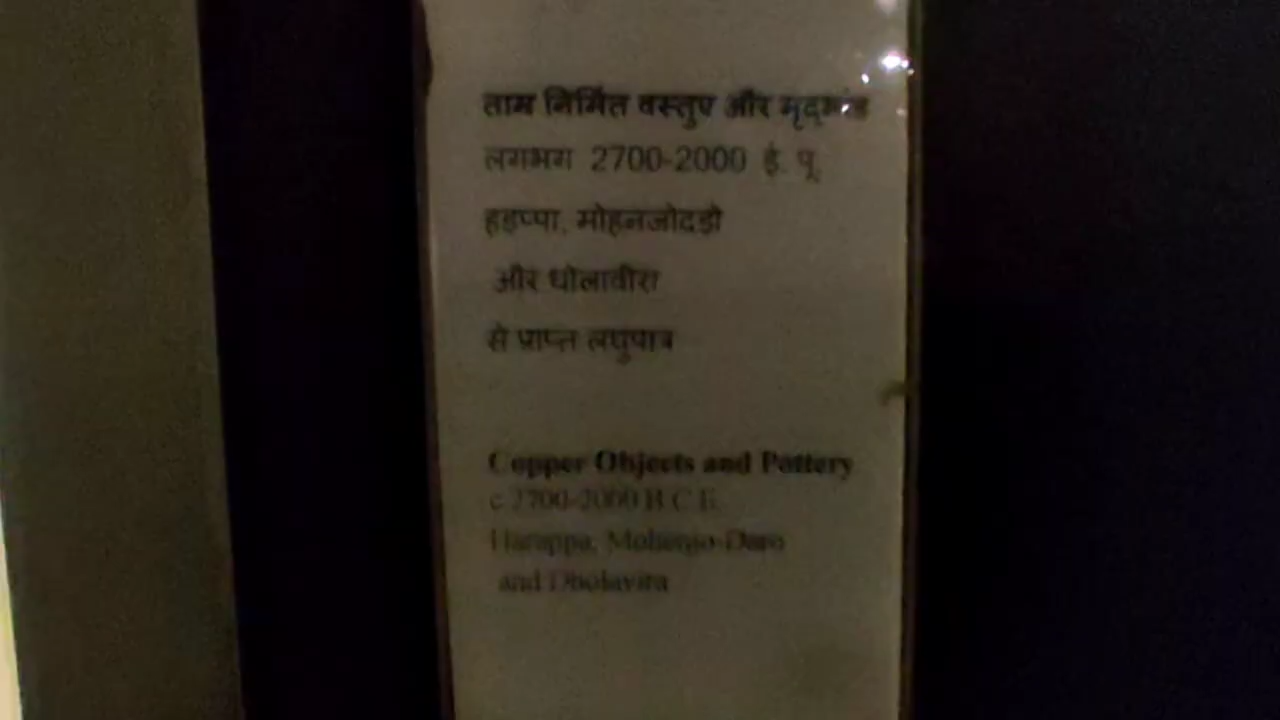 ताम्र निर्मित वस्तुए और मृद्भांड
लगभग 2700-2000 ई. पू.
हडप्पा, मोहनजोदडो
और धोलावीरा
से प्राप्त लघुपात्र
Copper Objects and Pottery
c 2700-2000 B.C.E.
Harappa, Mohenjo-Daro
and Dholavira